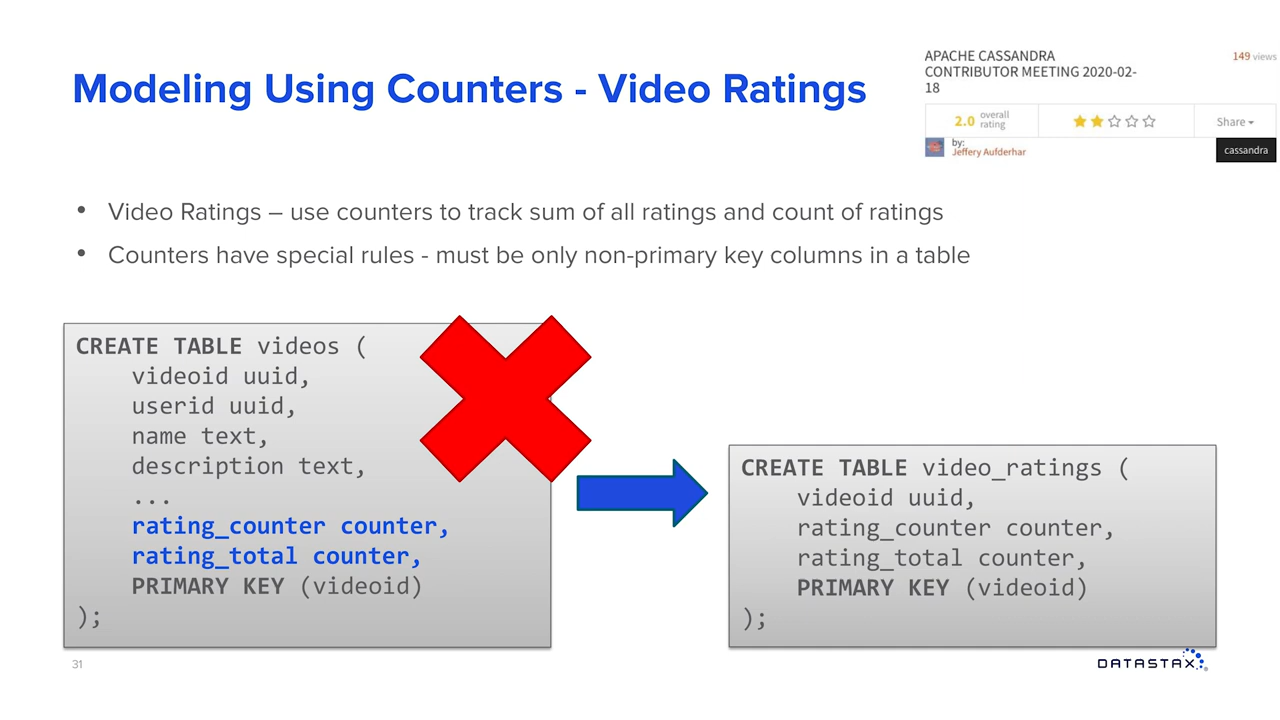 Modeling Using Counters - Video Ratings
APACHE CASSANDRA
CONTRIBUTOR MEETING 2020-02-
18
149 views
2.0 overall
rating
Share
by:
Jeffery Aufderhar
cassandra
• Video Ratings – use counters to track sum of all ratings and count of ratings
• Counters have special rules - must be only non-primary key columns in a table
CREATE TABLE videos (
videoid uuid,
userid uuid,
name text,
description text,
...
rating_counter counter,
rating_total counter,
PRIMARY KEY (videoid)
);
CREATE TABLE video_ratings (
videoid uuid,
rating_counter counter,
rating_total counter,
PRIMARY KEY (videoid)
);
31
DATASTAX